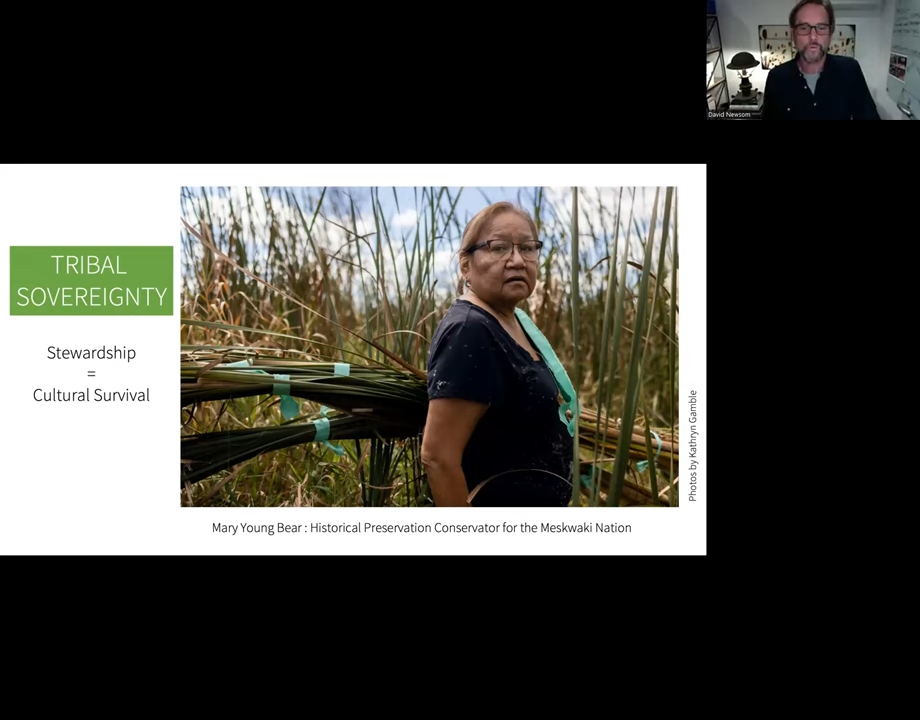 David Newsom
TRIBAL
SOVEREIGNTY
Stewardship
=
Cultural Survival
Photos by Kathryn Gamble
Mary Young Bear : Historical Preservation Conservator for the Meskwaki Nation